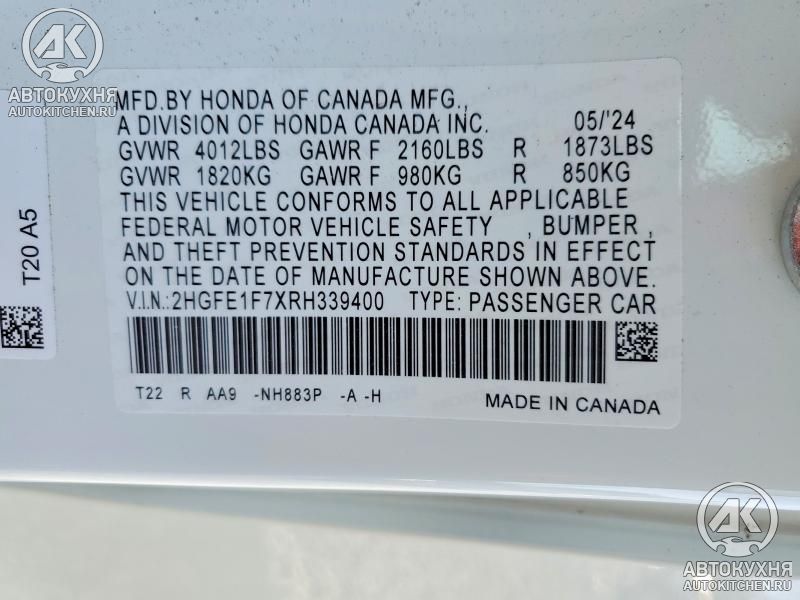 AK
АВТОКУХНЯ
AUTOKITCHEN.RU
T20 A5
MFD.BY HONDA OF CANADA MFG.,
A DIVISION OF HONDA CANADA INC. 05/'24
GVWR 4012LBS GAWR F 2160LBS R 1873LBS
GVWR 1820KG GAWR F 980KG R 850KG
THIS VEHICLE CONFORMS TO ALL APPLICABLE
FEDERAL MOTOR VEHICLE SAFETY , BUMPER ,
AND THEFT PREVENTION STANDARDS IN EFFECT
ON THE DATE OF MANUFACTURE SHOWN ABOVE.
V.I.N.:2HGFE1F7XRH339400 TYPE: PASSENGER CAR
T22 R AA9 -NH883P -A -H
MADE IN CANADA
AK
АВТОКУХНЯ
AUTOKITCHEN.RU